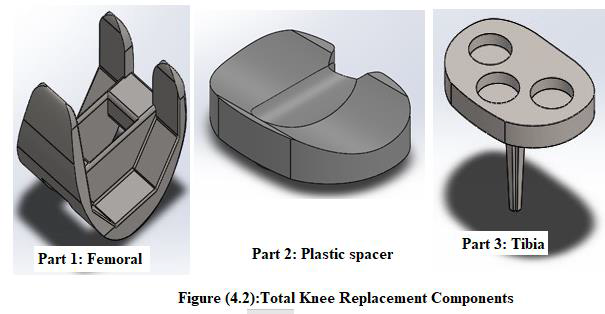 Part 1: Femoral
Part 2: Plastic spacer
Part 3: Tibia
Figure (4.2):Total Knee Replacement Components